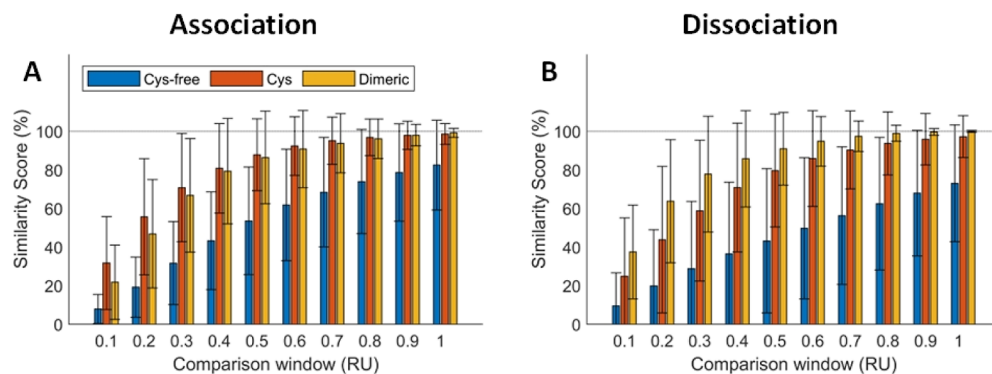 Association
A
Cys-free Cys Dimeric
Similarity Score (%)
100
80
60
40
20
0
0.1 0.2 0.3 0.4 0.5 0.6 0.7 0.8 0.9 1
Comparison window (RU)
Dissociation
B
Similarity Score (%)
100
80
60
40
20
0
0.1 0.2 0.3 0.4 0.5 0.6 0.7 0.8 0.9 1
Comparison window (RU)